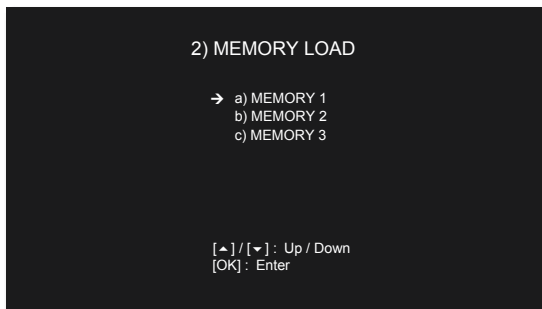 2) MEMORY LOAD
➔ a) MEMORY 1
b) MEMORY 2
c) MEMORY 3
[▲] / [▼] : Up / Down
[OK] : Enter